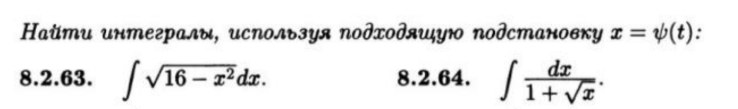 Найти интегралы, используя подходящую подстановку x = ψ(t):
8.2.63. ∫ √(16 − x²) dx. 8.2.64. ∫ dx / (1 + √x).